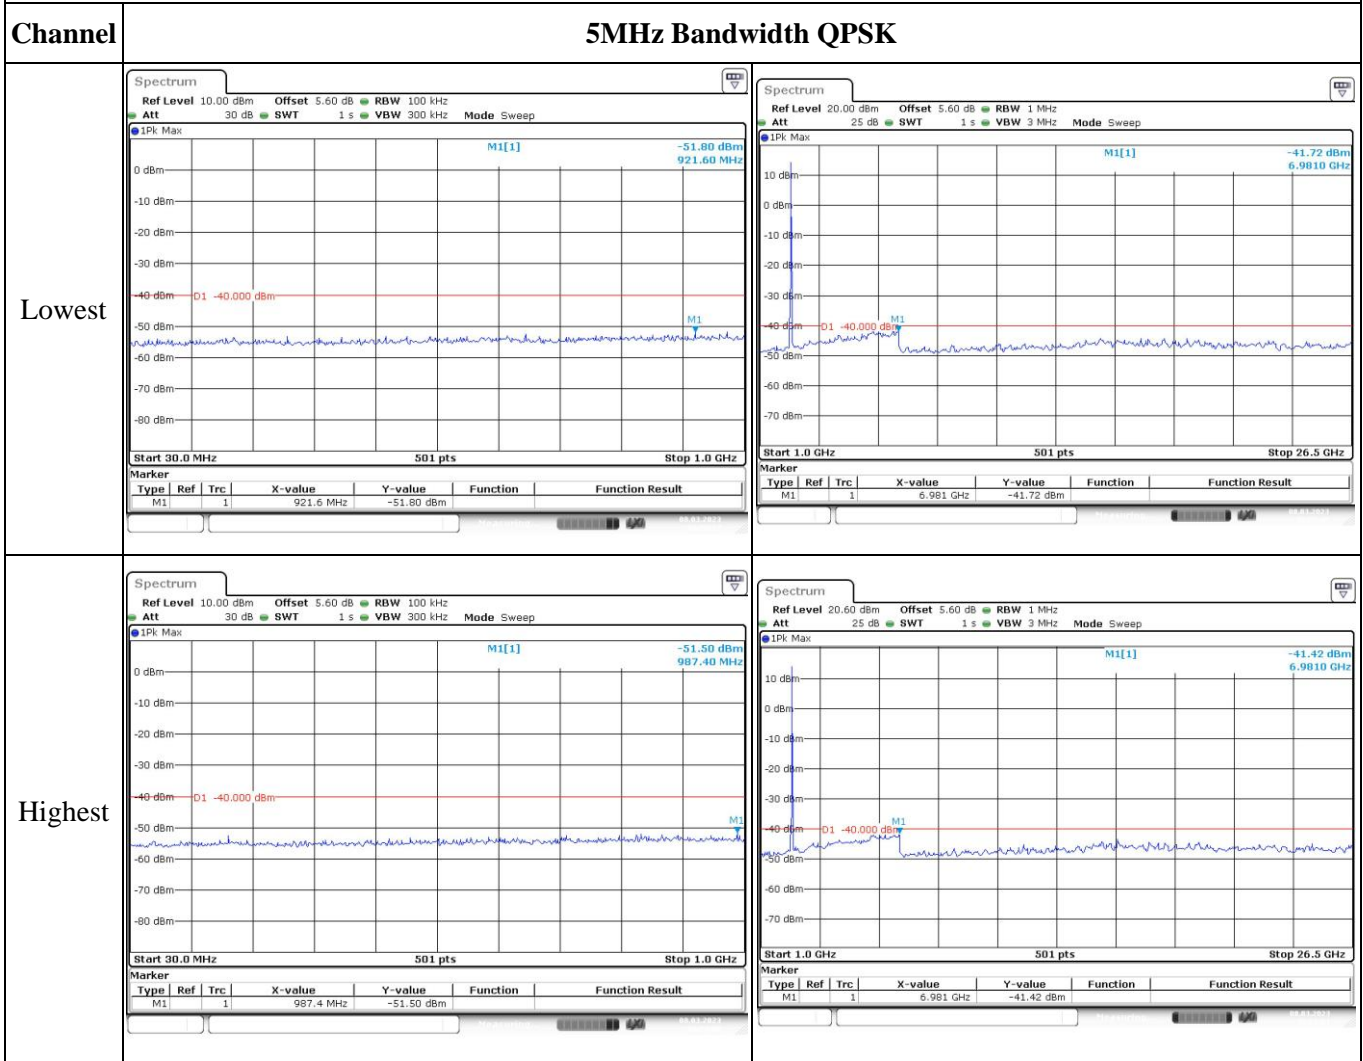 Channel
5MHz Bandwidth QPSK
Lowest
Spectrum
Ref Level 10.00 dBm Offset 5.60 dB RBW 100 kHz
Att 30 dB SWT 1 s VBW 300 kHz Mode Sweep
1Pk Max
M1[1] -51.80 dBm
921.60 MHz
0 dBm
-10 dBm
-20 dBm
-30 dBm
-40 dBm D1 -40.000 dBm
M1
-50 dBm
-60 dBm
-70 dBm
-80 dBm
Start 30.0 MHz 501 pts Stop 1.0 GHz
Marker
Type Ref Trc X-value Y-value Function Function Result
M1 1 921.6 MHz -51.80 dBm
Spectrum
Ref Level 20.00 dBm Offset 5.60 dB RBW 1 MHz
Att 25 dB SWT 1 s VBW 3 MHz Mode Sweep
1Pk Max
M1[1] -41.72 dBm
6.9810 GHz
10 dBm
0 dBm
-10 dBm
-20 dBm
-30 dBm
M1
-40 dBm D1 -40.000 dBm
-50 dBm
-60 dBm
-70 dBm
Start 1.0 GHz 501 pts Stop 26.5 GHz
Marker
Type Ref Trc X-value Y-value Function Function Result
M1 1 6.981 GHz -41.72 dBm
Highest
Spectrum
Ref Level 10.00 dBm Offset 5.60 dB RBW 100 kHz
Att 30 dB SWT 1 s VBW 300 kHz Mode Sweep
1Pk Max
M1[1] -51.50 dBm
987.40 MHz
0 dBm
-10 dBm
-20 dBm
-30 dBm
-40 dBm D1 -40.000 dBm
M1
-50 dBm
-60 dBm
-70 dBm
-80 dBm
Start 30.0 MHz 501 pts Stop 1.0 GHz
Marker
Type Ref Trc X-value Y-value Function Function Result
M1 1 987.4 MHz -51.50 dBm
Spectrum
Ref Level 20.60 dBm Offset 5.60 dB RBW 1 MHz
Att 25 dB SWT 1 s VBW 3 MHz Mode Sweep
1Pk Max
M1[1] -41.42 dBm
6.9810 GHz
10 dBm
0 dBm
-10 dBm
-20 dBm
-30 dBm
M1
-40 dBm D1 -40.000 dBm
-50 dBm
-60 dBm
-70 dBm
Start 1.0 GHz 501 pts Stop 26.5 GHz
Marker
Type Ref Trc X-value Y-value Function Function Result
M1 1 6.981 GHz -41.42 dBm